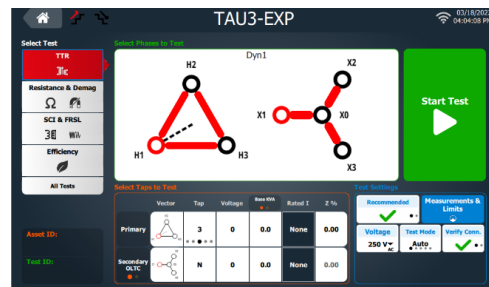 TAU3-EXP
03/18/202
04:04:08 PM
Select Test
Select Phases to Test
TTR
Resistance & Demag
SCI & FRSL
Efficiency
All Tests
Asset ID:
Test ID:
Dyn1
H2
H1
H3
X2
X1
X0
X3
Start Test
Select Taps to Test
Vector Tap Voltage Base KVA Rated I Z %
Primary 3 0 0.0 None 0.00
Secondary
OLTC
N 0 0.0 None 0.00
Test Settings
Recommended
Measurements &
Limits
Voltage
250 V
AC
Test Mode
Auto
Verify Conn.